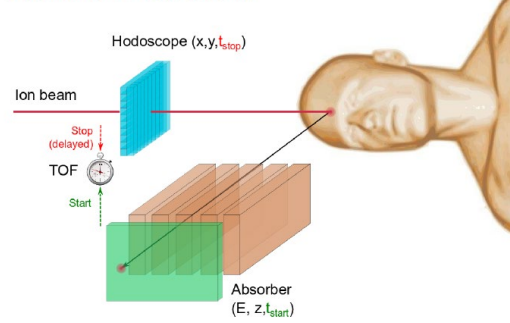 Hodoscope (x,y,tstop)
Ion beam
Stop
(delayed)
TOF
Start
Absorber
(E, z,tstart)